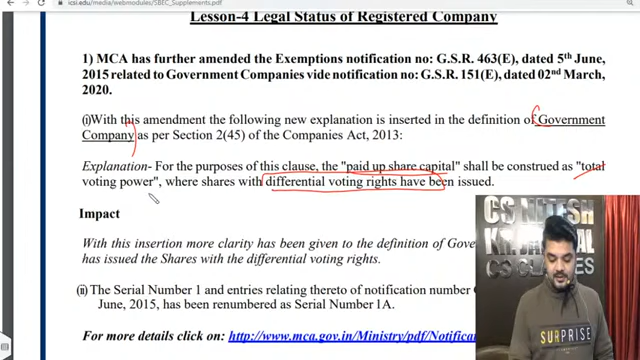 icsi.edu/media/webmodules/SBEC_Supplements.pdf
Lesson-4 Legal Status of Registered Company
1) MCA has further amended the Exemptions notification no: G.S.R. 463(E), dated 5th June,
2015 related to Government Companies vide notification no: G.S.R. 151(E), dated 02nd March,
2020.
(i)With this amendment the following new explanation is inserted in the definition of Government
Company as per Section 2(45) of the Companies Act, 2013:
Explanation- For the purposes of this clause, the "paid up share capital" shall be construed as "total
voting power", where shares with differential voting rights have been issued.
Impact
With this insertion more clarity has been given to the definition of
has issued the Shares with the differential voting rights.
(ii) The Serial Number 1 and entries relating thereto of notification number
June, 2015, has been renumbered as Serial Number 1A.
For more details click on: http://www.mca.gov.in/Ministry/pdf/Notificat
CS NITESH
KR.
CLASSES
SURPRISE